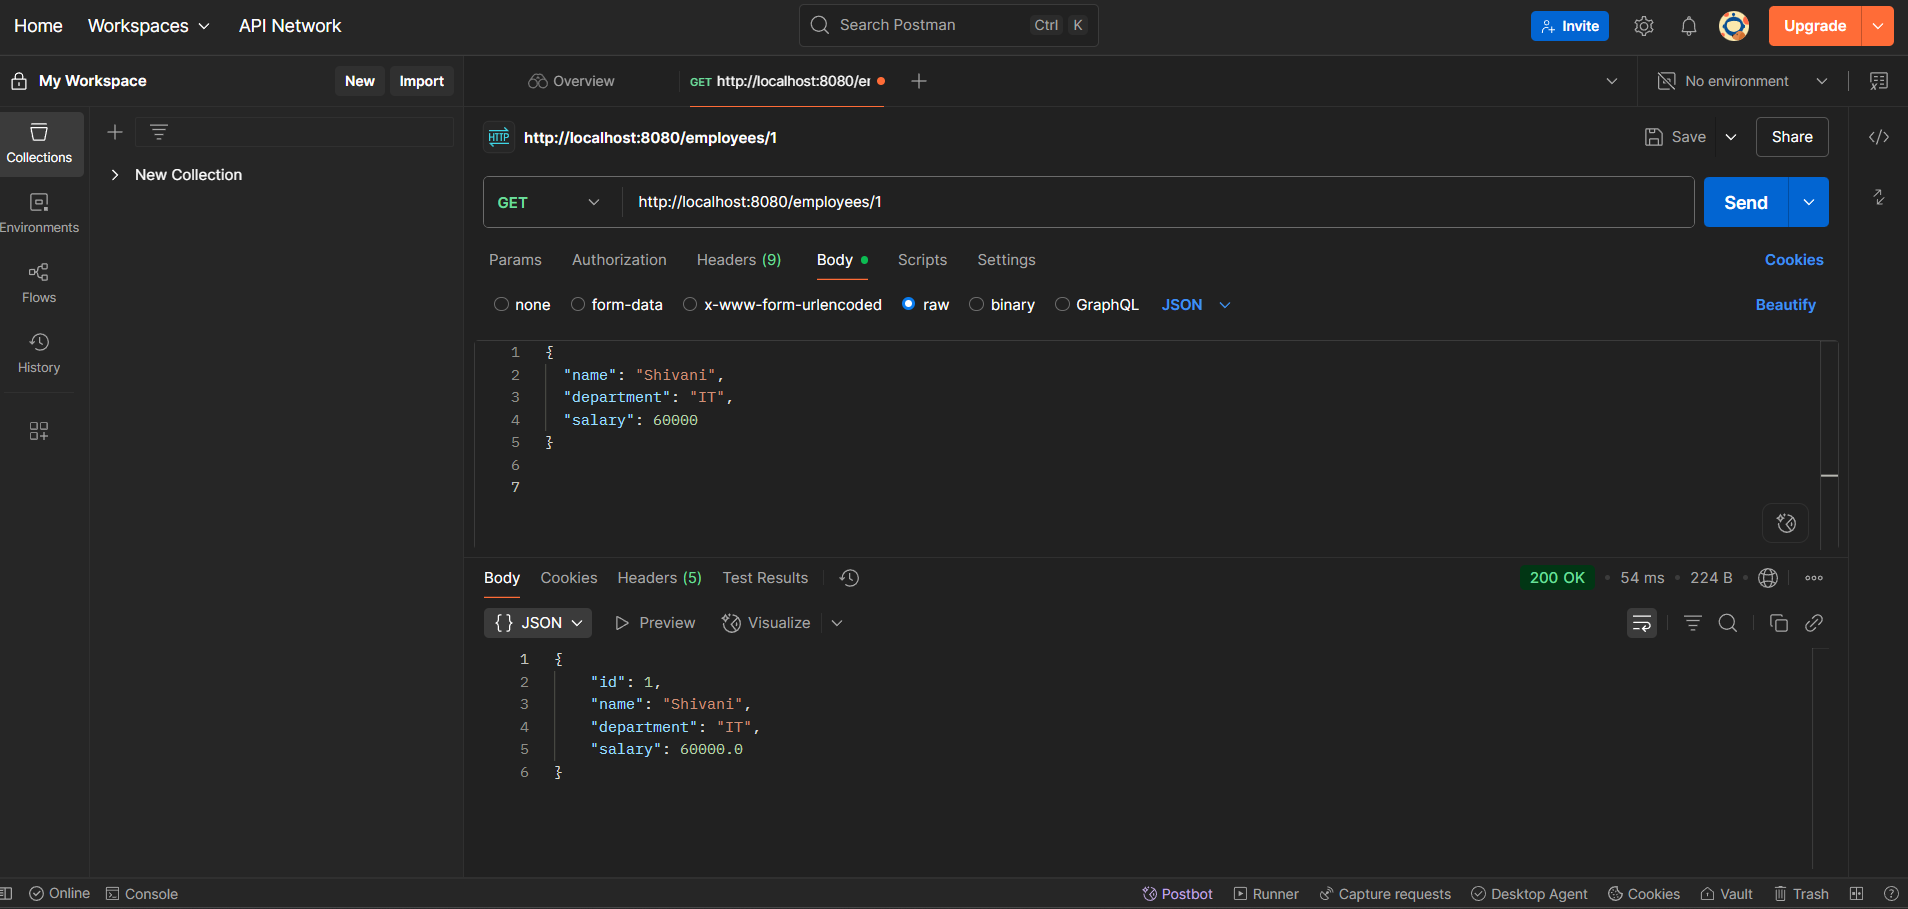 Home Workspaces API Network Search Postman Ctrl K Invite Upgrade
My Workspace New Import Overview GET http://localhost:8080/er No environment
Collections
Environments
Flows
History
New Collection
HTTP http://localhost:8080/employees/1 Save Share
GET http://localhost:8080/employees/1 Send
Params Authorization Headers (9) Body Scripts Settings Cookies
none form-data x-www-form-urlencoded raw binary GraphQL JSON Beautify
1 {
2 "name": "Shivani",
3 "department": "IT",
4 "salary": 60000
5 }
6
7
Body Cookies Headers (5) Test Results 200 OK • 54 ms • 224 B •
{} JSON Preview Visualize
1 {
2 "id": 1,
3 "name": "Shivani",
4 "department": "IT",
5 "salary": 60000.0
6 }
Online Console Postbot Runner Capture requests Desktop Agent Cookies Vault Trash